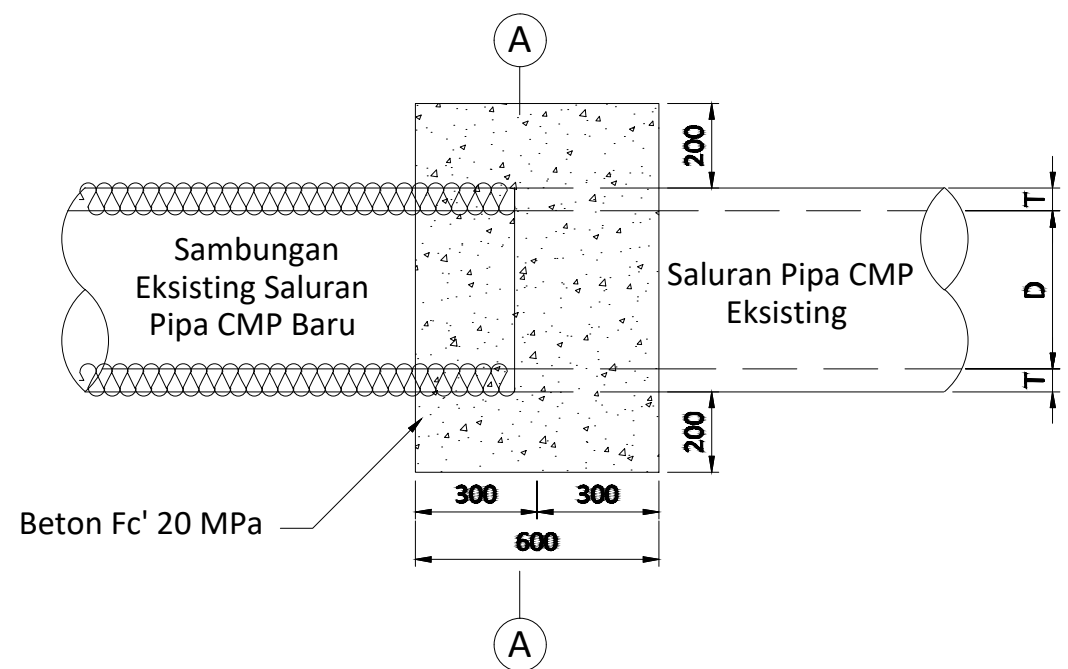 A
200
T
Sambungan
Eksisting Saluran
Pipa CMP Baru
Saluran Pipa CMP
Eksisting
D
T
200
300
300
Beton Fc' 20 MPa
600
A